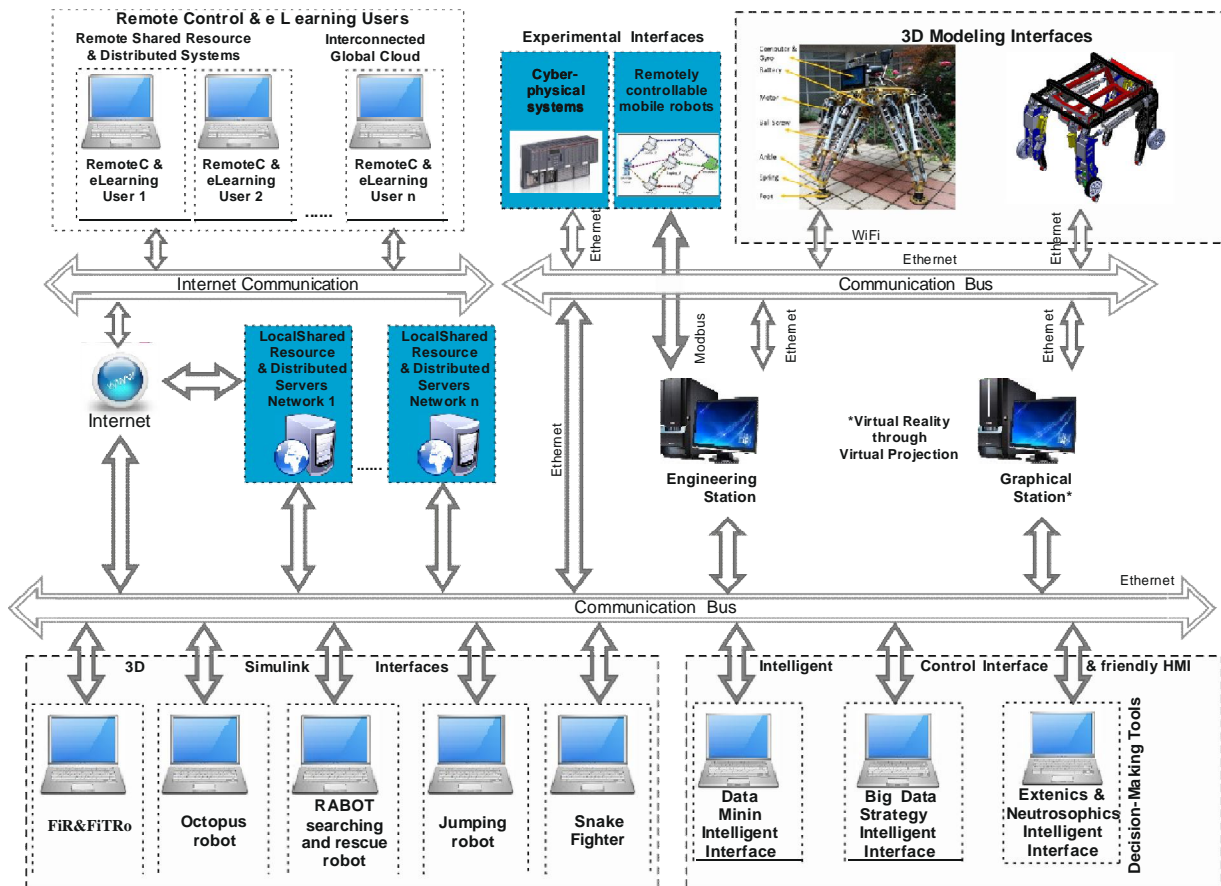 Remote Control & e L earning Users
Remote Shared Resource
& Distributed Systems
Interconnected
Global Cloud
RemoteC &
eLearning
User 1
RemoteC &
eLearning
User 2
......
RemoteC &
eLearning
User n
Experimental Interfaces
Cyber-
physical
systems
Remotely
controllable
mobile robots
3D Modeling Interfaces
Computer &
Gyro
Battery
Motor
Ball Screw
Ankle
Spring
Foot
Ethernet
WiFi
Ethernet
Ethernet
Internet Communication
Communication Bus
Internet
LocalShared
Resource
& Distributed
Servers
Network 1
......
LocalShared
Resource
& Distributed
Servers
Network n
Ethernet
Modbus
Ethernet
Ethernet
Engineering
Station
*Virtual Reality
through
Virtual Projection
Graphical
Station*
Ethernet
Communication Bus
3D Simulink Interfaces
FiR&FiTRo
Octopus
robot
RABOT
searching
and rescue
robot
Jumping
robot
Snake
Fighter
Intelligent Control Interface & friendly HMI
Data
Minin
Intelligent
Interface
Big Data
Strategy
Intelligent
Interface
Extenics &
Neutrosophics
Intelligent
Interface
Decision-Making Tools